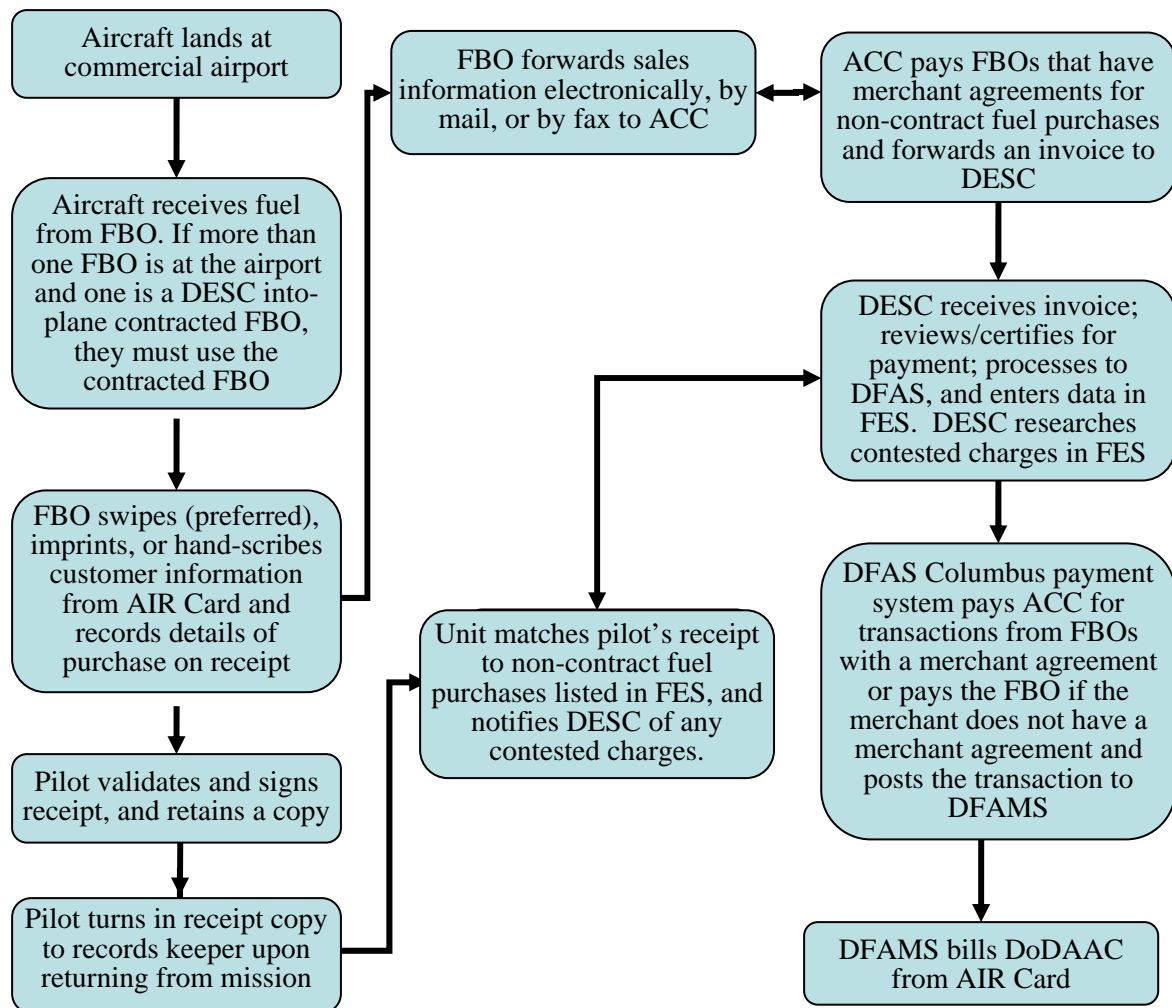 Aircraft lands at
commercial airport
Aircraft receives fuel
from FBO. If more than
one FBO is at the airport
and one is a DESC into-
plane contracted FBO,
they must use the
contracted FBO
FBO swipes (preferred),
imprints, or hand-scribes
customer information
from AIR Card and
records details of
purchase on receipt
Pilot validates and signs
receipt, and retains a copy
Pilot turns in receipt copy
to records keeper upon
returning from mission
FBO forwards sales
information electronically, by
mail, or by fax to ACC
Unit matches pilot’s receipt
to non-contract fuel
purchases listed in FES, and
notifies DESC of any
contested charges.
ACC pays FBOs that have
merchant agreements for
non-contract fuel purchases
and forwards an invoice to
DESC
DESC receives invoice;
reviews/certifies for
payment; processes to
DFAS, and enters data in
FES.  DESC researches
contested charges in FES
DFAS Columbus payment
system pays ACC for
transactions from FBOs
with a merchant agreement
or pays the FBO if the
merchant does not have a
merchant agreement and
posts the transaction to
DFAMS
DFAMS bills DoDAAC
from AIR Card